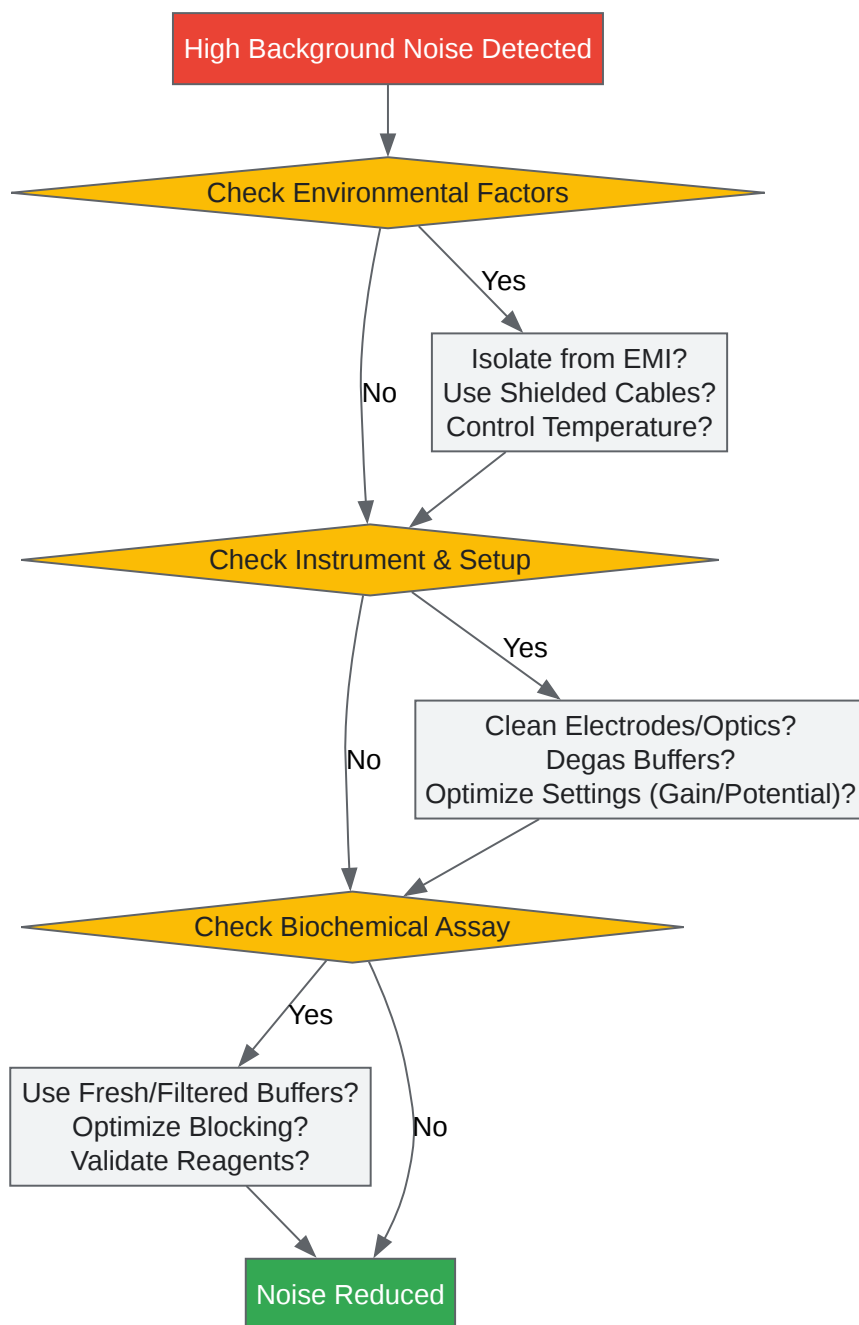 High Background Noise Detected
Check Environmental Factors
Yes
Isolate from EMI?
Use Shielded Cables?
Control Temperature?
No
Check Instrument & Setup
Yes
Clean Electrodes/Optics?
Degas Buffers?
Optimize Settings (Gain/Potential)?
No
Check Biochemical Assay
Yes
Use Fresh/Filtered Buffers?
Optimize Blocking?
Validate Reagents?
No
Noise Reduced